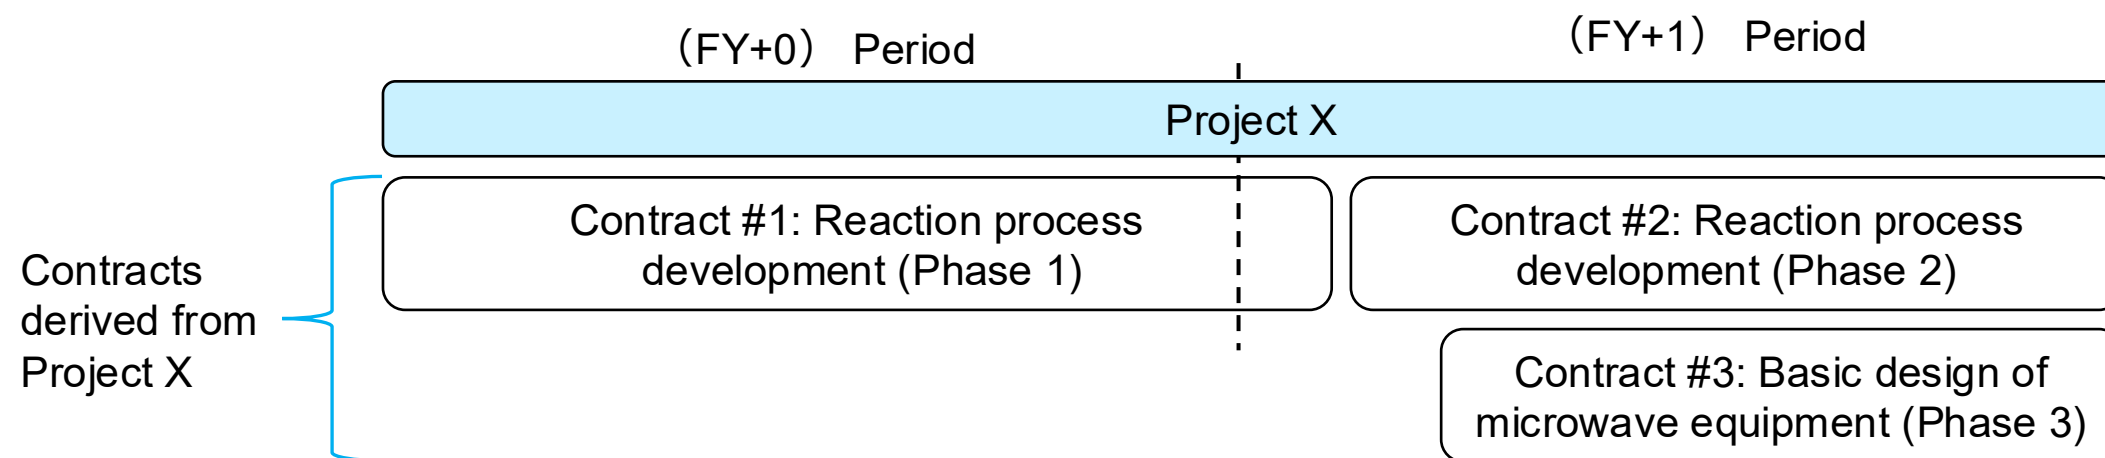 （FY+0） Period
（FY+1） Period
Project X
Contract #1: Reaction process
development (Phase 1)
Contract #2: Reaction process
development (Phase 2)
Contracts
derived from
Project X
Contract #3: Basic design of
microwave equipment (Phase 3)